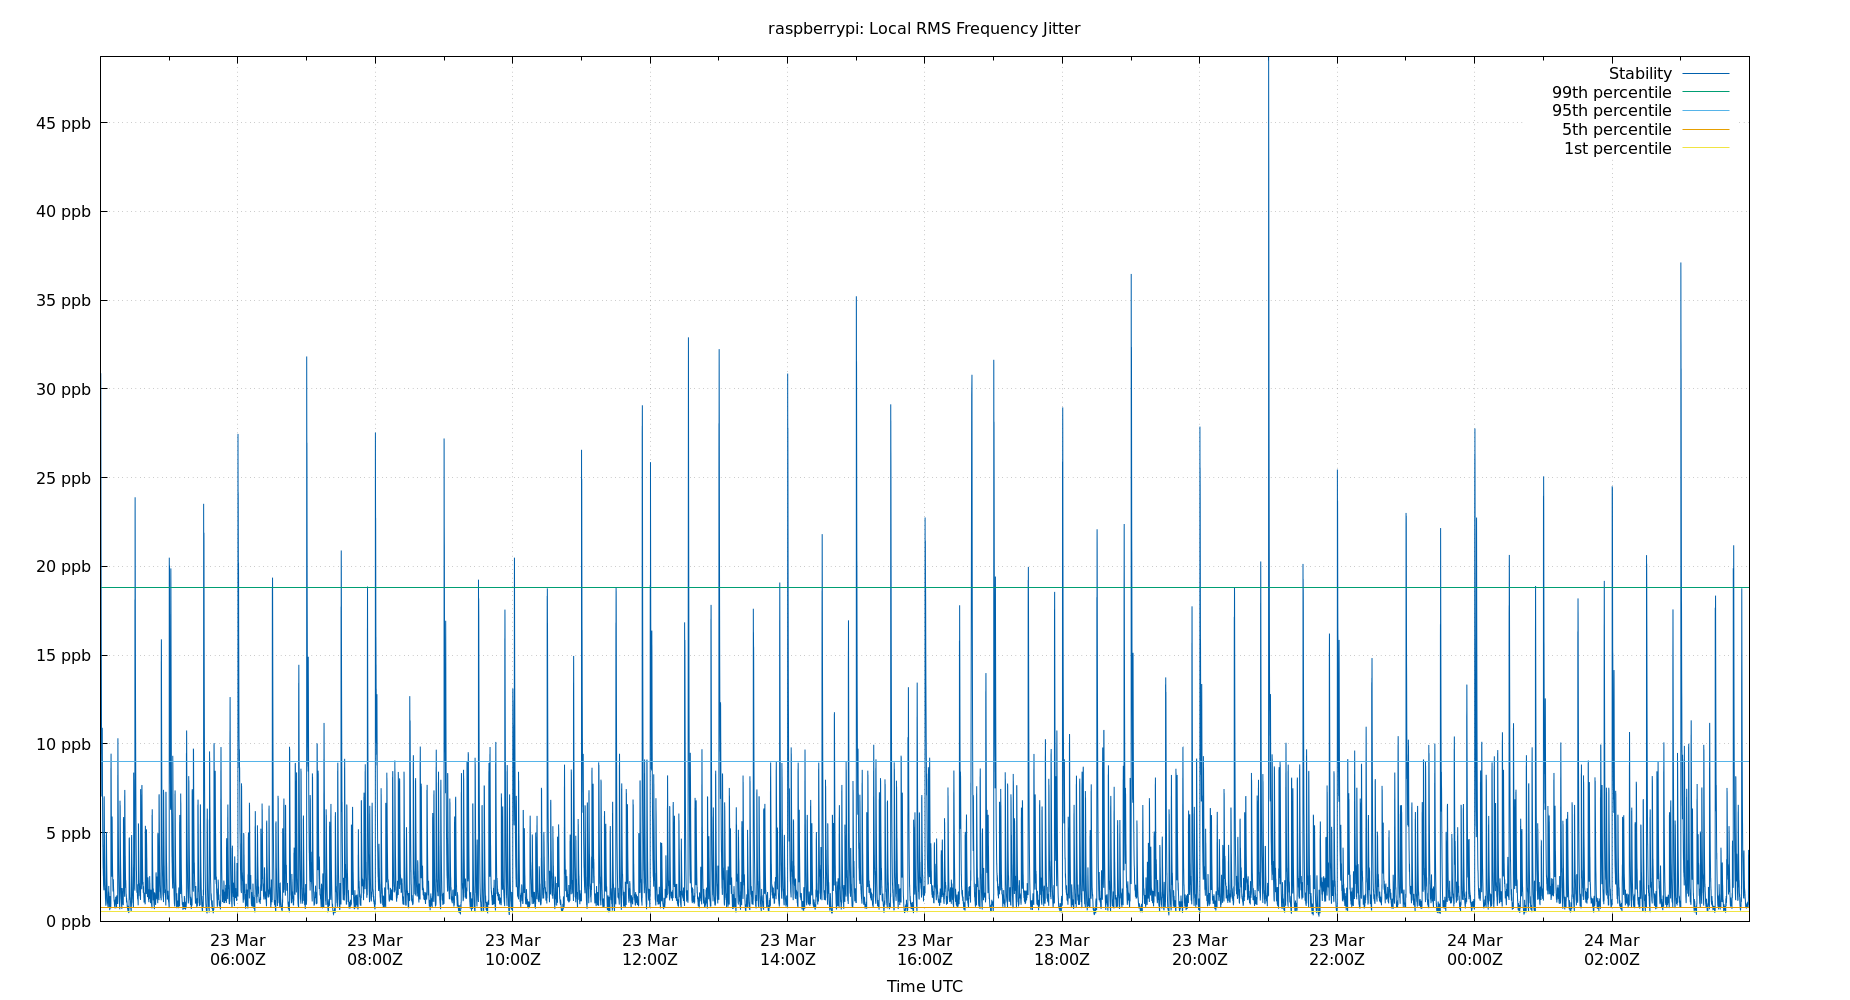 raspberrypi: Local RMS Frequency Jitter
Stability
99th percentile
95th percentile
5th percentile
1st percentile
45 ppb
40 ppb
35 ppb
30 ppb
25 ppb
20 ppb
15 ppb
10 ppb
5 ppb
0 ppb
23 Mar 23 Mar 23 Mar 23 Mar 23 Mar 23 Mar 23 Mar 23 Mar 23 Mar 24 Mar 24 Mar
06:00Z 08:00Z 10:00Z 12:00Z 14:00Z 16:00Z 18:00Z 20:00Z 22:00Z 00:00Z 02:00Z
Time UTC